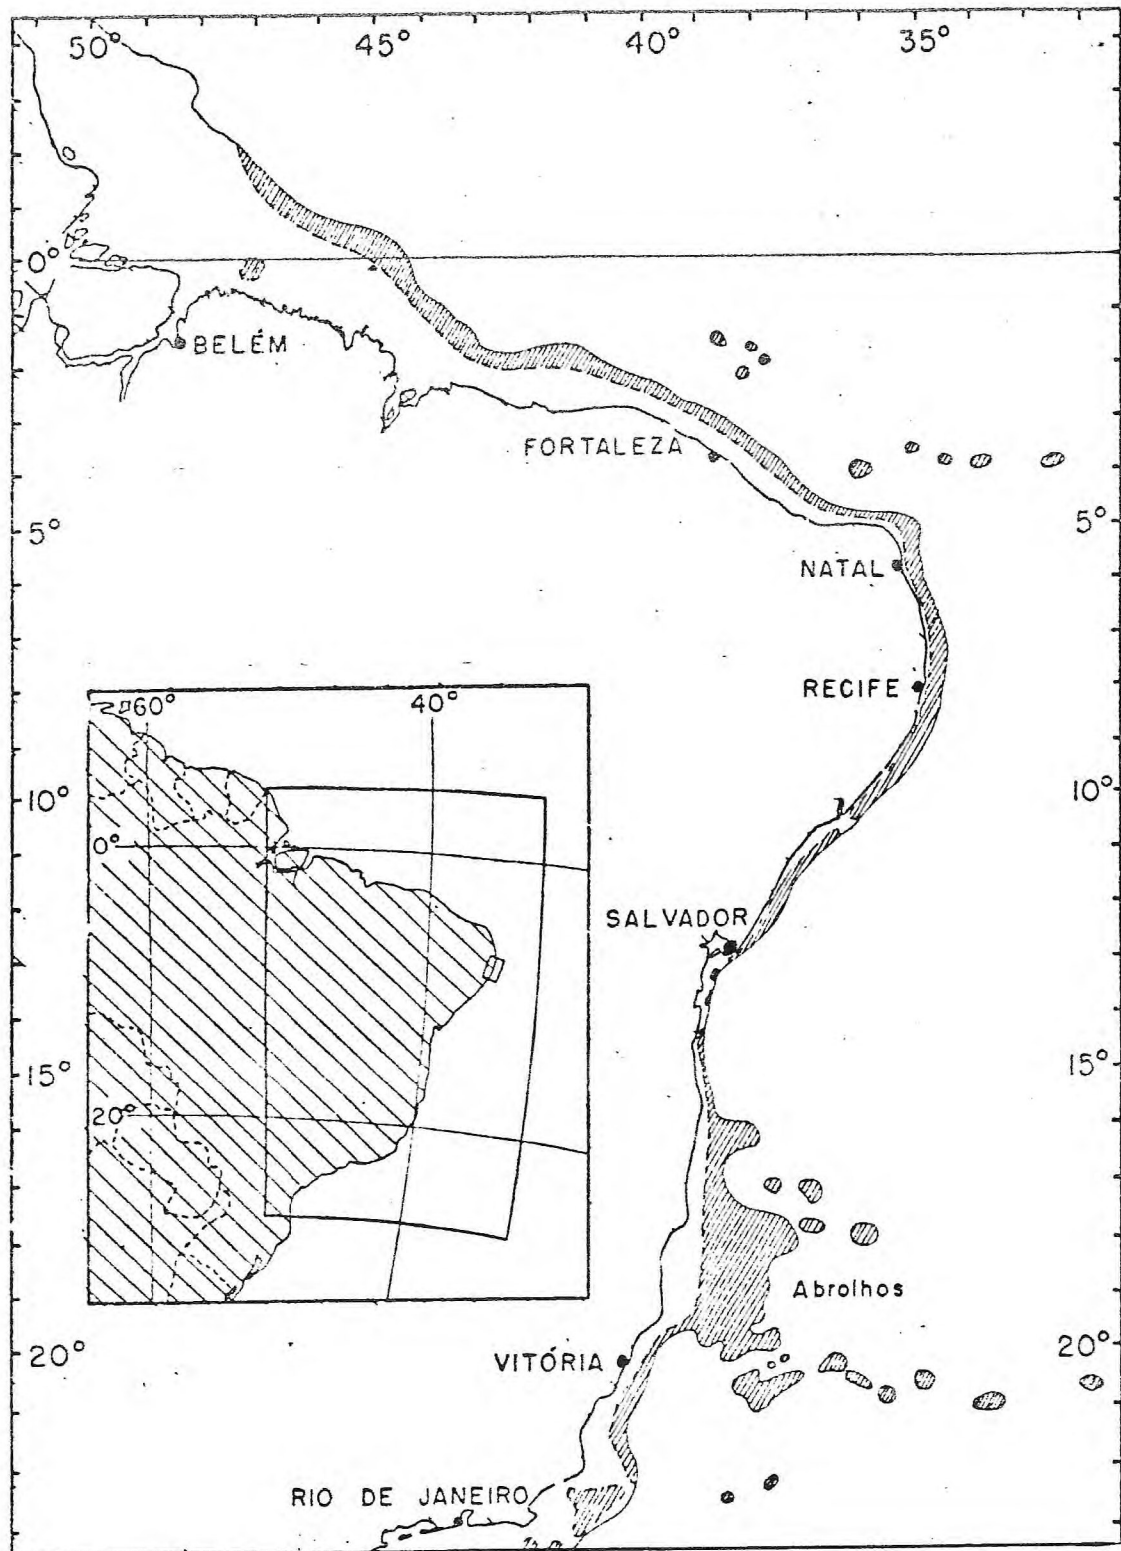 50° 45° 40° 35°
0°
BELÉM
FORTALEZA
5° 5°
NATAL
RECIFE
60° 40°
10° 10°
0°
SALVADOR
15° 15°
20°
Abrolhos
20° VITÓRIA 20°
RIO DE JANEIRO